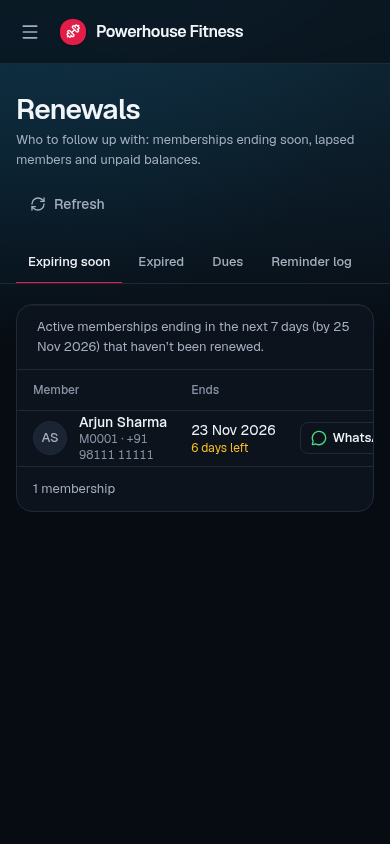 Powerhouse Fitness
Renewals
Who to follow up with: memberships ending soon, lapsed
members and unpaid balances.
Refresh
Expiring soon Expired Dues Reminder log
Active memberships ending in the next 7 days (by 25
Nov 2026) that haven't been renewed.
Member Ends
AS
Arjun Sharma
M0001 · +91
98111 11111
23 Nov 2026
6 days left
Whats
1 membership